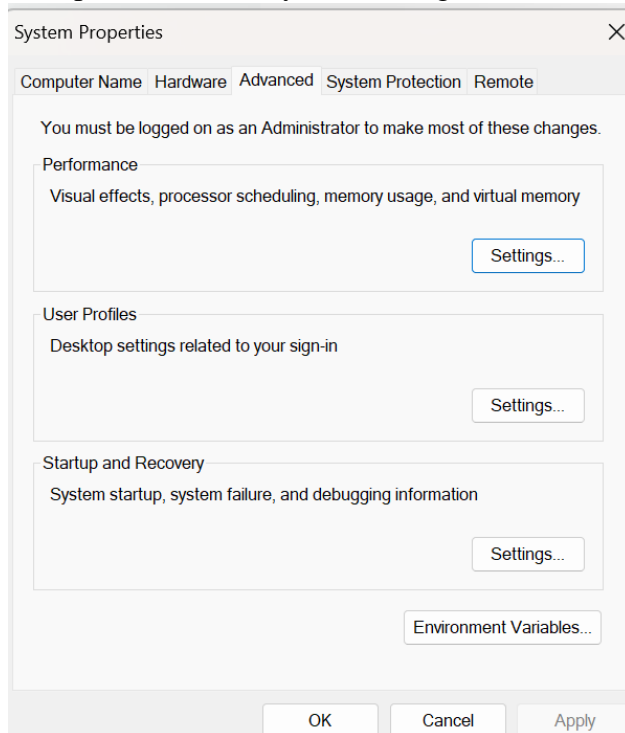 System Properties
Computer Name Hardware Advanced System Protection Remote
You must be logged on as an Administrator to make most of these changes.
Performance
Visual effects, processor scheduling, memory usage, and virtual memory
Settings...
User Profiles
Desktop settings related to your sign-in
Settings...
Startup and Recovery
System startup, system failure, and debugging information
Settings...
Environment Variables...
OK Cancel Apply